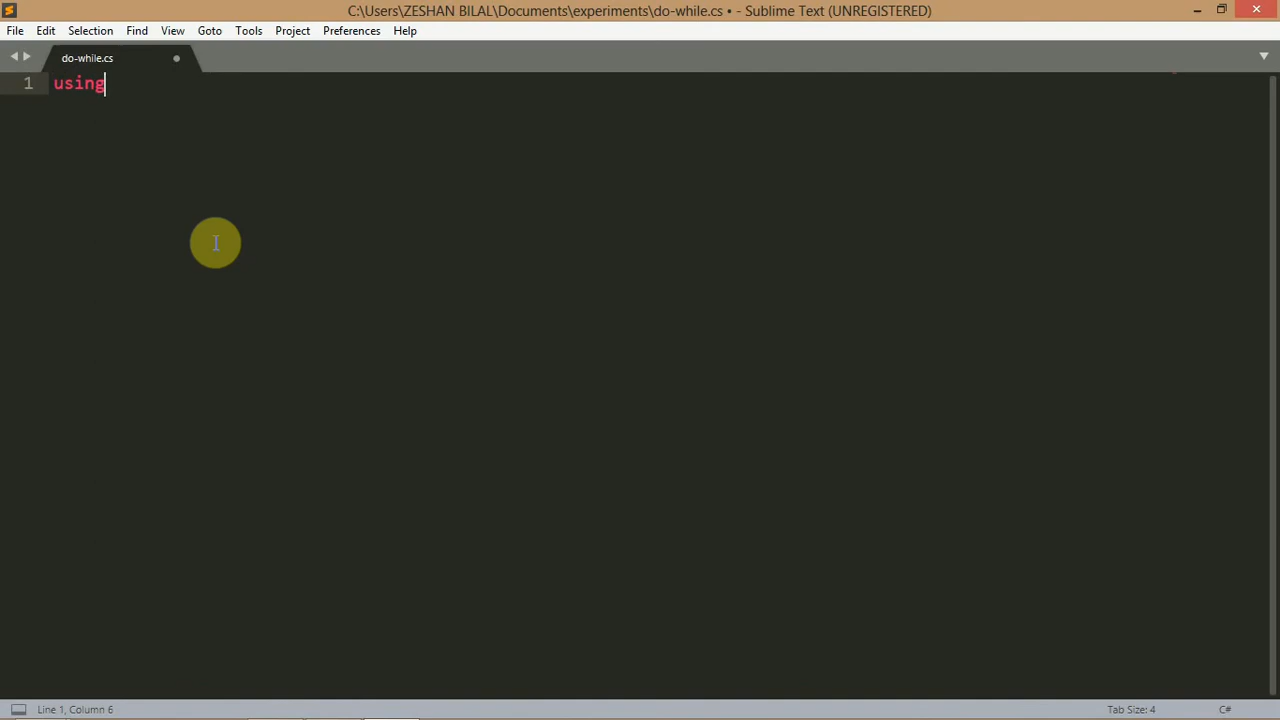 C:\Users\ZESHAN BILAL\Documents\experiments\do-while.cs • - Sublime Text (UNREGISTERED)
File Edit Selection Find View Goto Tools Project Preferences Help
do-while.cs
1 using
Line 1, Column 6 Tab Size: 4 C#